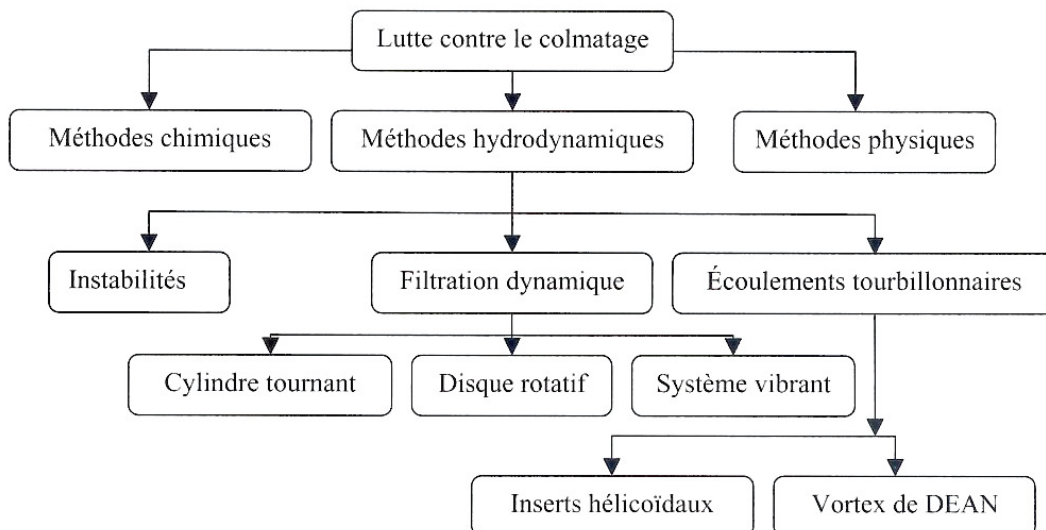 Lutte contre le colmatage
Méthodes chimiques
Méthodes hydrodynamiques
Méthodes physiques
Instabilités
Filtration dynamique
Écoulements tourbillonnaires
Cylindre tournant
Disque rotatif
Système vibrant
Inserts hélicoïdaux
Vortex de DEAN